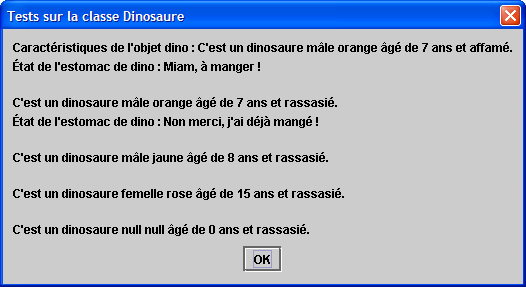 Tests sur la classe Dinosaure
Caractéristiques de l'objet dino : C'est un dinosaure mâle orange âgé de 7 ans et affamé.
État de l'estomac de dino : Miam, à manger !
C'est un dinosaure mâle orange âgé de 7 ans et rassasié.
État de l'estomac de dino : Non merci, j'ai déjà mangé !
C'est un dinosaure mâle jaune âgé de 8 ans et rassasié.
C'est un dinosaure femelle rose âgé de 15 ans et rassasié.
C'est un dinosaure null null âgé de 0 ans et rassasié.
OK